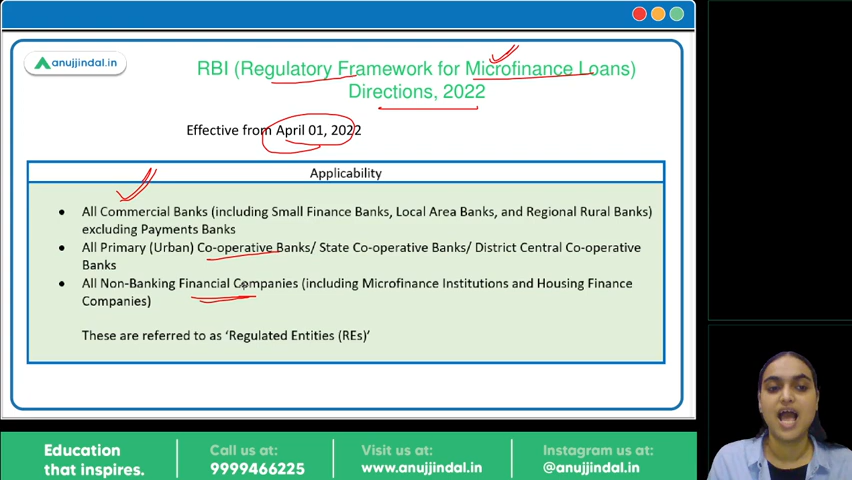 anujjindal.in
RBI (Regulatory Framework for Microfinance Loans)
Directions, 2022
Effective from April 01, 2022
Applicability
• All Commercial Banks (including Small Finance Banks, Local Area Banks, and Regional Rural Banks)
excluding Payments Banks
• All Primary (Urban) Co-operative Banks/ State Co-operative Banks/ District Central Co-operative
Banks
• All Non-Banking Financial Companies (including Microfinance Institutions and Housing Finance
Companies)
These are referred to as ‘Regulated Entities (REs)’
Education
that inspires.
Call us at:
9999466225
Visit us at:
www.anujjindal.in
Instagram us at:
@anujjindal.in